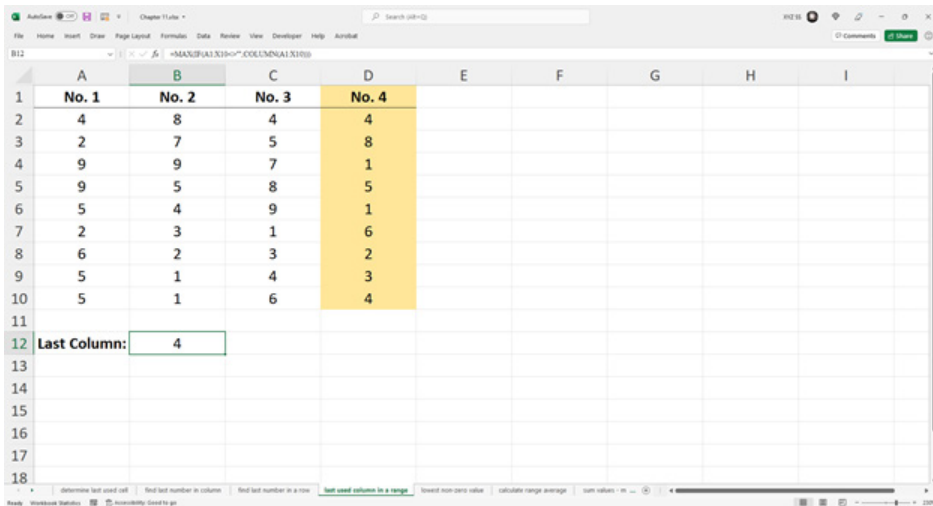 AutoSave Off Chapter 11.xlsx Search (Alt+Q) XYZ SS
File Home Insert Draw Page Layout Formulas Data Review View Developer Help Acrobat Comments Share
B12 fx =MAX(IF(A1:X10<>"",COLUMN(A1:X10)))
A B C D E F G H I
1 No. 1 No. 2 No. 3 No. 4
2 4 8 4 4
3 2 7 5 8
4 9 9 7 1
5 9 5 8 5
6 5 4 9 1
7 2 3 1 6
8 6 2 3 2
9 5 1 4 3
10 5 1 6 4
11
12 Last Column: 4
13
14
15
16
17
18
determine last used cell find last number in column find last number in a row last used column in a range lowest non-zero value calculate range average sum values - m ...
Ready Workbook Statistics Accessibility: Good to go